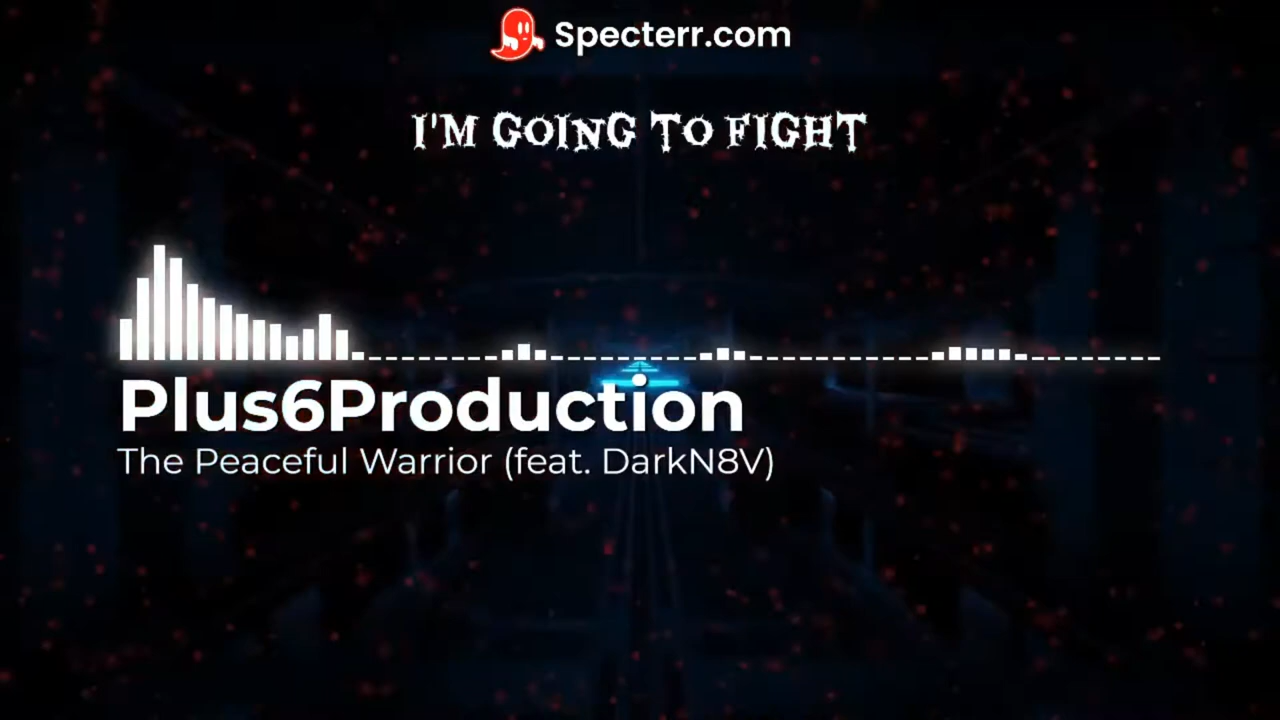 Specterr.com
I'M GOING TO FIGHT
Plus6Production
The Peaceful Warrior (feat. DarkN8V)